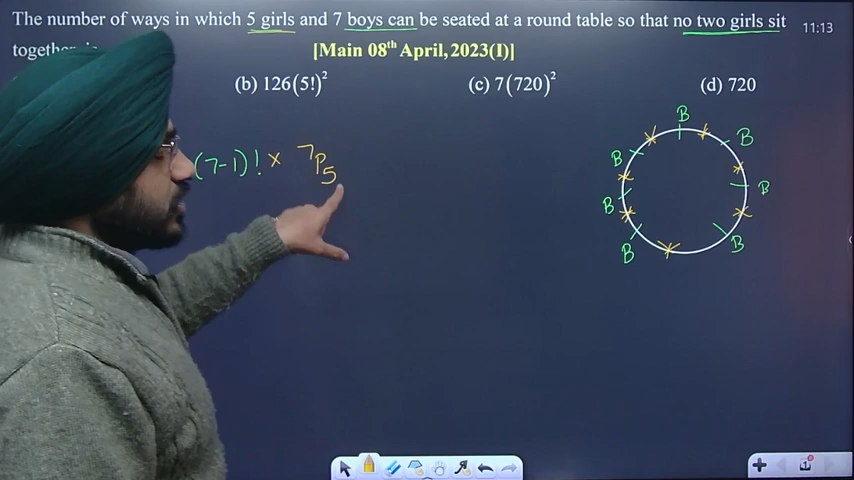 The number of ways in which 5 girls and 7 boys can be seated at a round table so that no two girls sit
11:13
together is
[Main 08th April, 2023(I)]
(b) 126(5!)²
(c) 7(720)²
(d) 720
(7-1)! × ⁷P₅
B
B
B
B
B
B
B